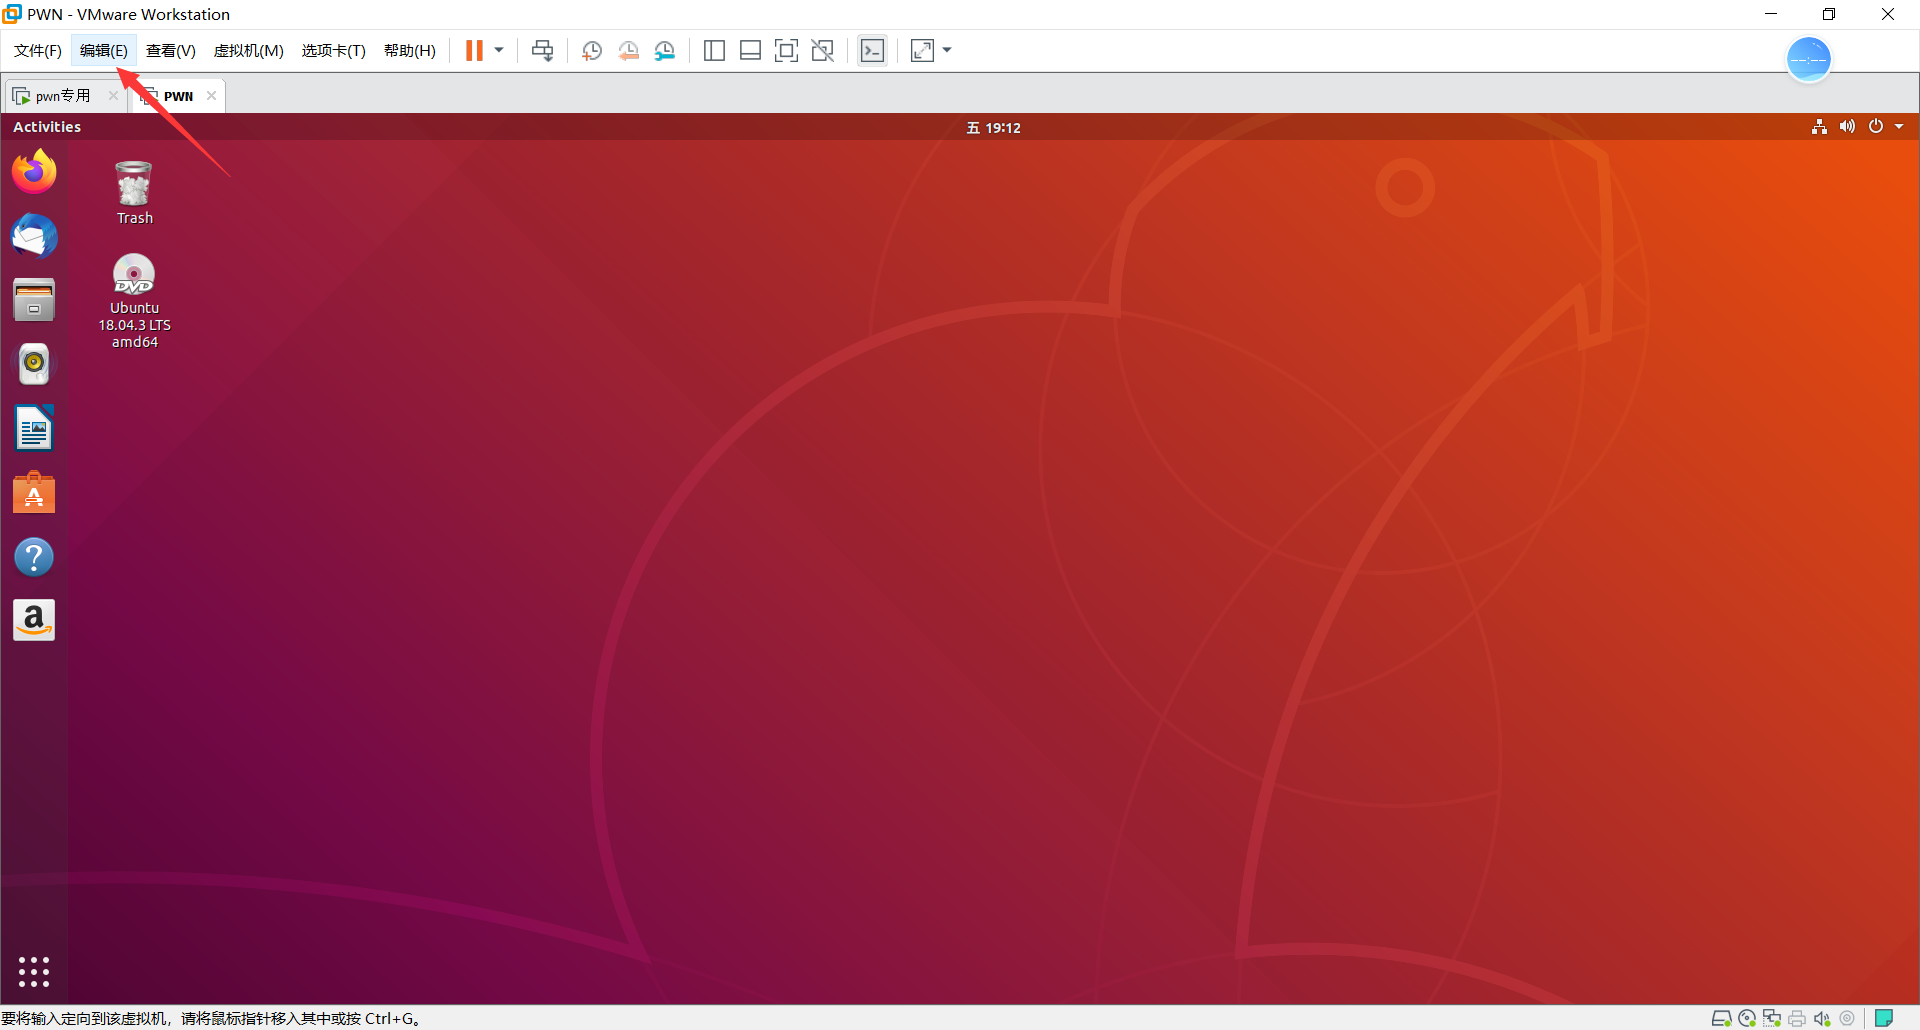 PWN - VMware Workstation
文件(F) 编辑(E) 查看(V) 虚拟机(M) 选项卡(T) 帮助(H)
--:--
pwn专用 PWN
Activities 五 19:12
Trash
DVD
Ubuntu
18.04.3 LTS
amd64
要将输入定向到该虚拟机，请将鼠标指针移入其中或按 Ctrl+G。